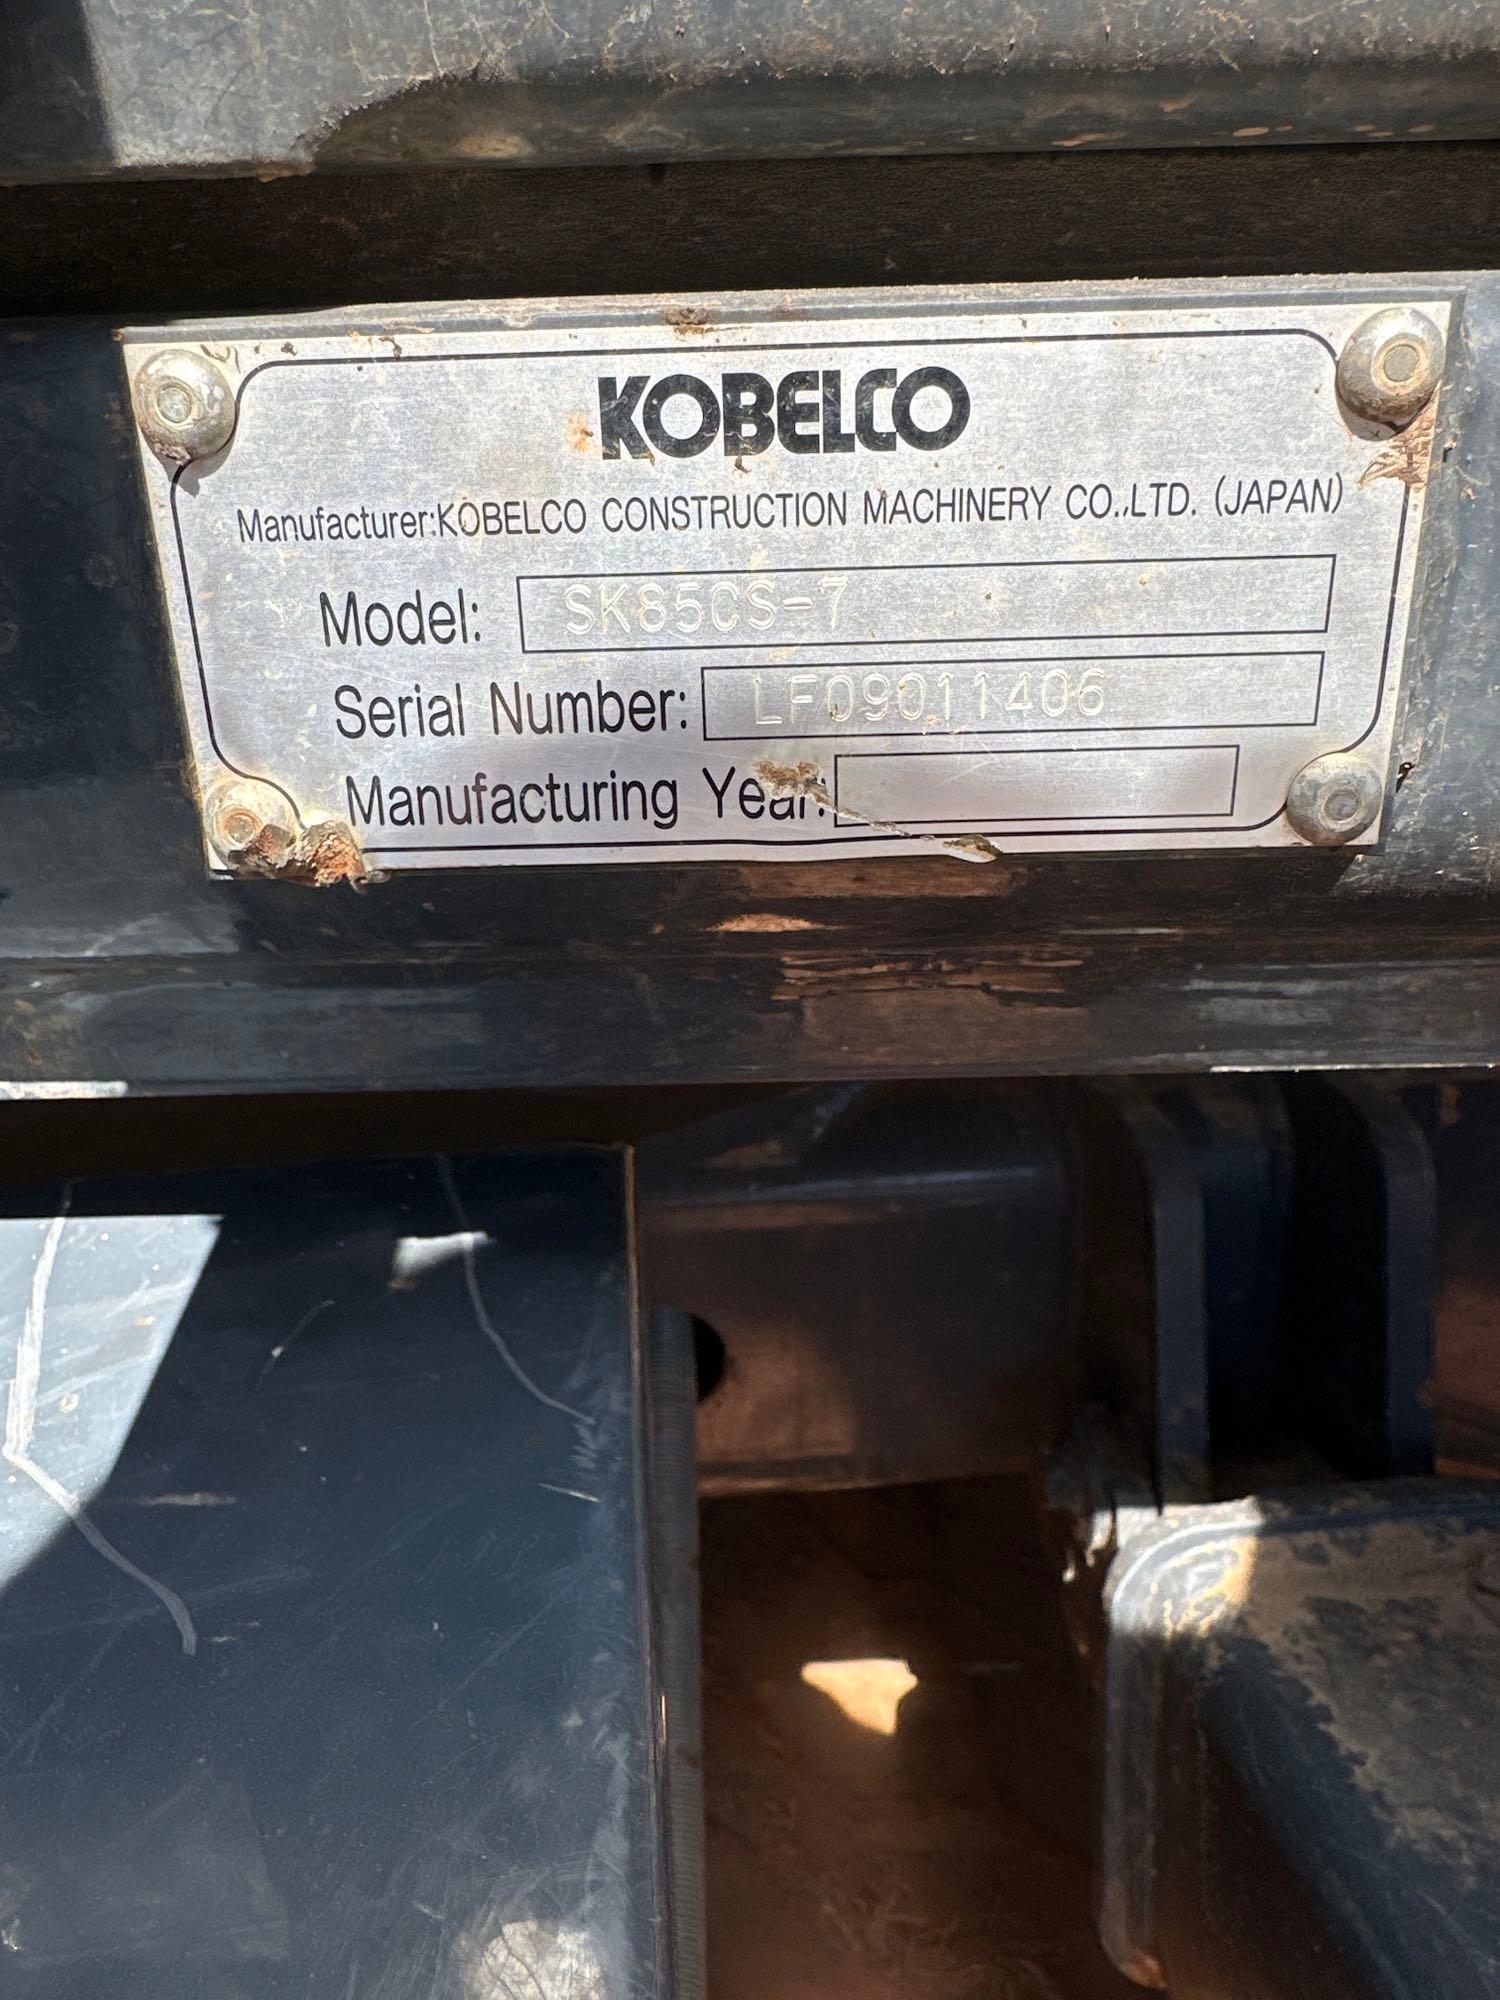 KOBELCO
Manufacturer:KOBELCO CONSTRUCTION MACHINERY CO.,LTD. (JAPAN)
Model: SK85CS-7
Serial Number: LF09011406
Manufacturing Year: